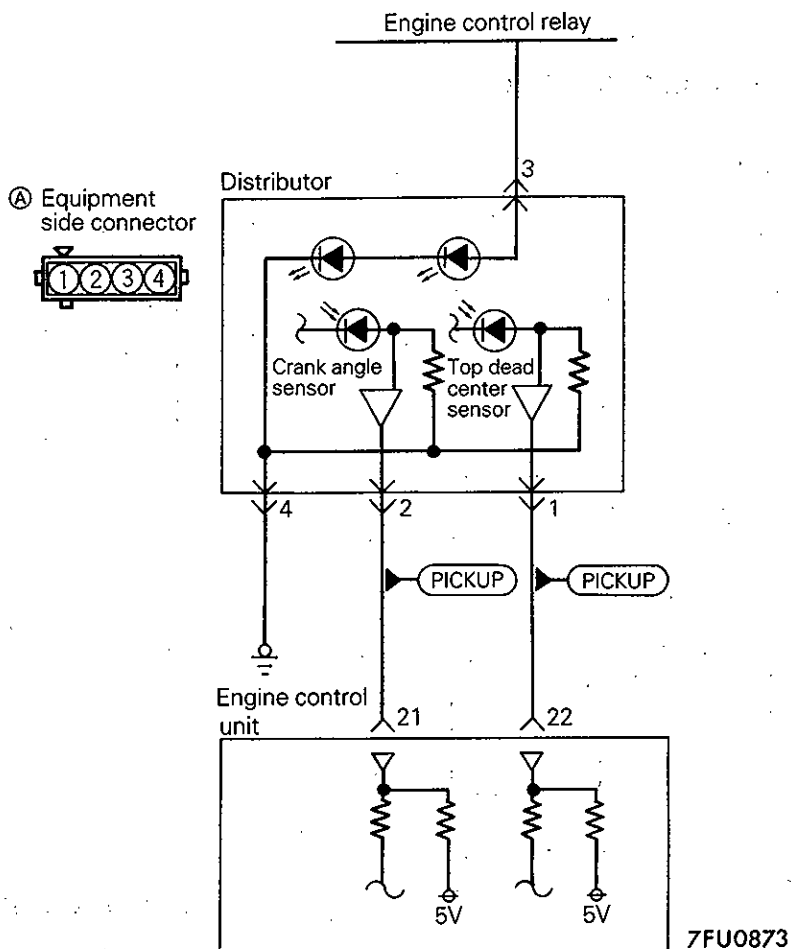 Engine control relay
3
Distributor
Ⓐ Equipment
side connector
1 2 3 4
Crank angle
sensor
Top dead
center
sensor
4
2
1
PICKUP
PICKUP
Engine control
unit
21
22
5V
5V
7FU0873